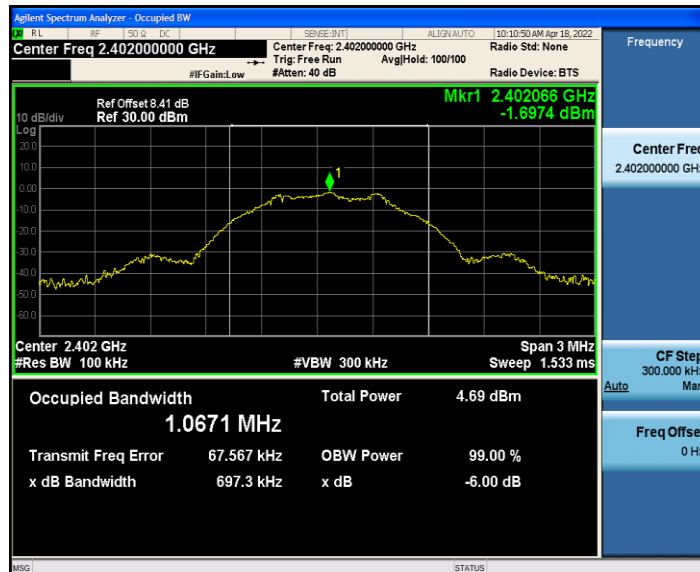 Agilent Spectrum Analyzer - Occupied BW
RL RF 50 Ω DC SENSE:INT ALIGN AUTO 10:10:50 AM Apr 18, 2022
Center Freq 2.402000000 GHz
Center Freq: 2.402000000 GHz
Radio Std: None
Trig: Free Run Avg|Hold: 100/100
#IFGain:Low
#Atten: 40 dB
Radio Device: BTS
Frequency
Ref Offset 8.41 dB
10 dB/div Ref 30.00 dBm
Log
Mkr1 2.402066 GHz
-1.6974 dBm
20.0
10.0
0.00
-10.0
-20.0
-30.0
-40.0
-50.0
-60.0
1
Center Freq
2.402000000 GHz
Center 2.402 GHz Span 3 MHz
#Res BW 100 kHz #VBW 300 kHz Sweep 1.533 ms
CF Step
300.000 kHz
Auto Man
Occupied Bandwidth Total Power 4.69 dBm
1.0671 MHz
Transmit Freq Error 67.567 kHz OBW Power 99.00 %
x dB Bandwidth 697.3 kHz x dB -6.00 dB
Freq Offset
0 Hz
MSG STATUS